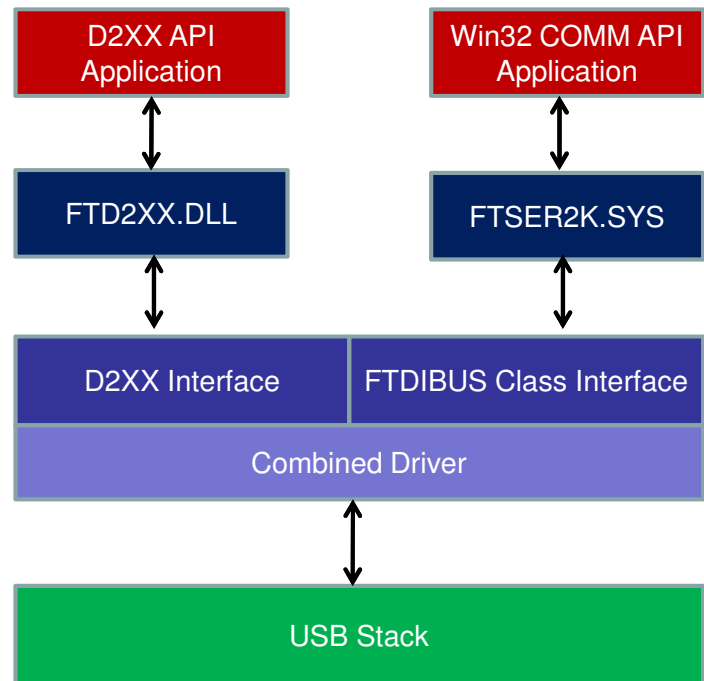 D2XX API
Application
Win32 COMM API
Application
FTD2XX.DLL
FTSER2K.SYS
D2XX Interface
FTDIBUS Class Interface
Combined Driver
USB Stack